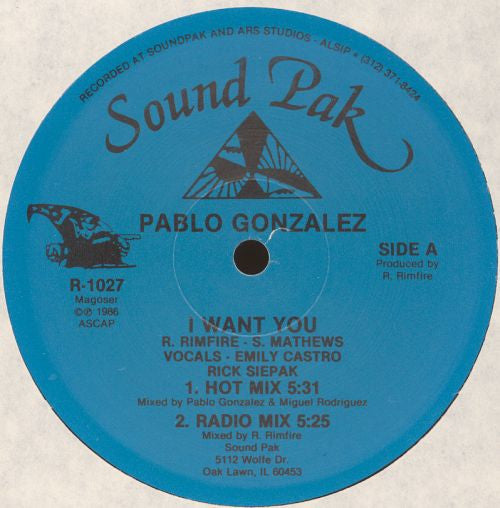 RECORDED AT SOUNDPAK AND ARS STUDIOS - ALSIP • (312) 371-8424
Sound Pak
PABLO GONZALEZ
SIDE A
Produced by
R. Rimfire
R-1027
Magoser
©℗ 1986
ASCAP
I WANT YOU
R. RIMFIRE - S. MATHEWS
VOCALS - EMILY CASTRO
RICK SIEPAK
1. HOT MIX 5:31
Mixed by Pablo Gonzalez & Miguel Rodriguez
2. RADIO MIX 5:25
Mixed by R. Rimfire
Sound Pak
5112 Wolfe Dr.
Oak Lawn, IL 60453